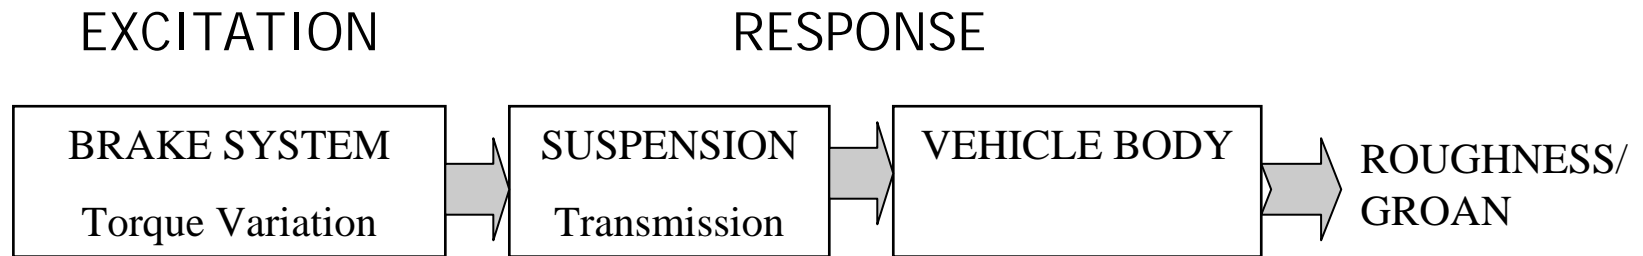 EXCITATION
RESPONSE
BRAKE SYSTEM
Torque Variation
SUSPENSION
Transmission
VEHICLE BODY
ROUGHNESS/
GROAN